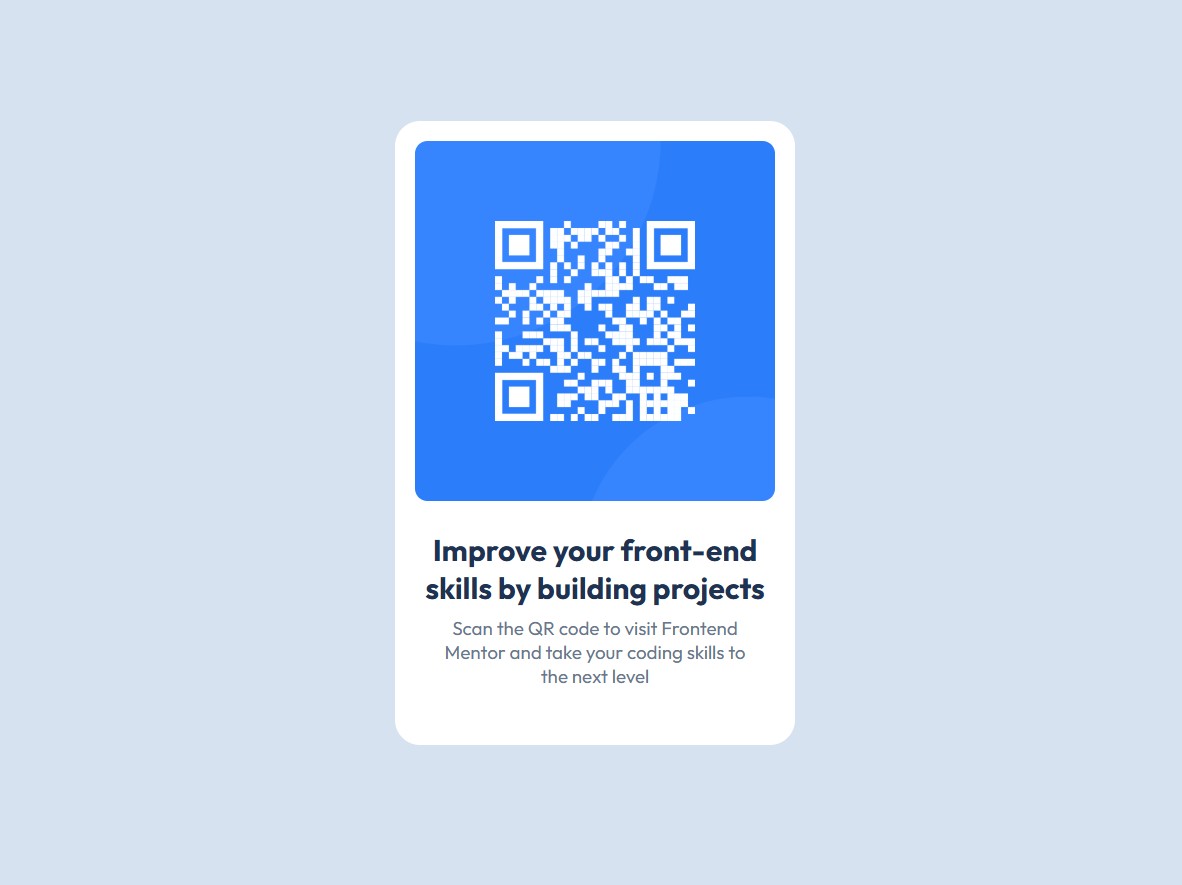 Improve your front-end
skills by building projects
Scan the QR code to visit Frontend
Mentor and take your coding skills to
the next level